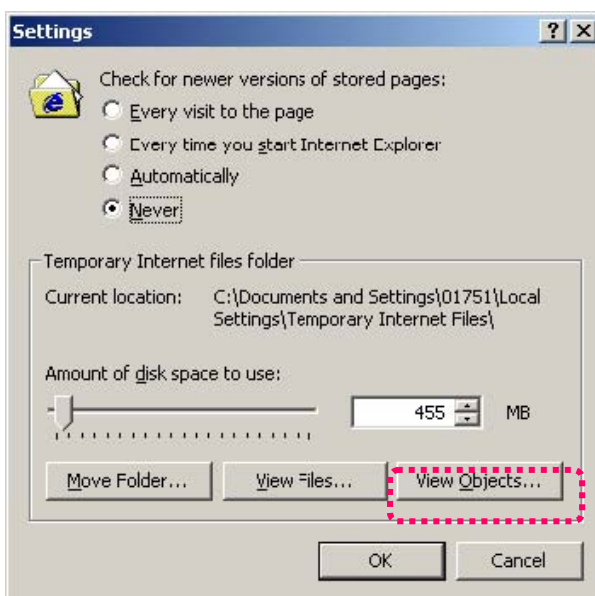 Settings
Check for newer versions of stored pages:
Every visit to the page
Every time you start Internet Explorer
Automatically
Never
Temporary Internet files folder
Current location: C:\Documents and Settings\01751\Local
Settings\Temporary Internet Files\
Amount of disk space to use:
455 MB
Move Folder... View Files... View Objects...
OK Cancel